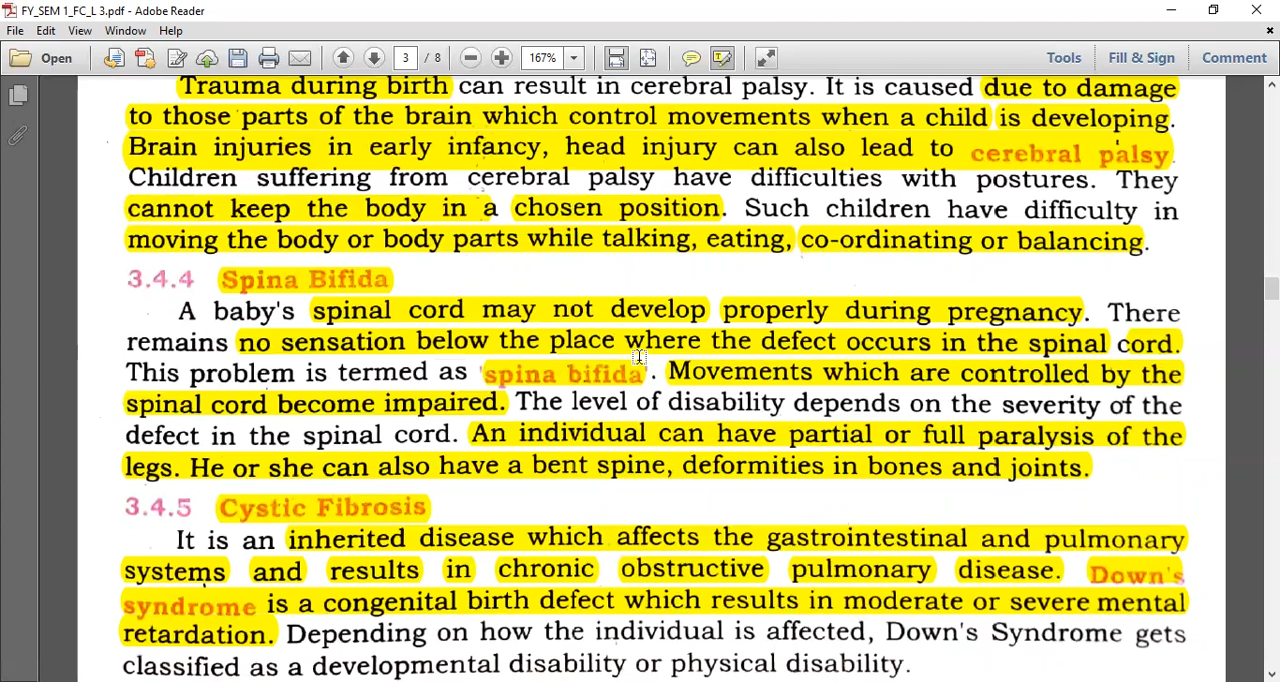 FY_SEM 1_FC_L 3.pdf - Adobe Reader
File Edit View Window Help
Open 3 / 8 167% Tools Fill & Sign Comment
Trauma during birth can result in cerebral palsy. It is caused due to damage
to those parts of the brain which control movements when a child is developing.
Brain injuries in early infancy, head injury can also lead to cerebral palsy.
Children suffering from cerebral palsy have difficulties with postures. They
cannot keep the body in a chosen position. Such children have difficulty in
moving the body or body parts while talking, eating, co-ordinating or balancing.
3.4.4 Spina Bifida
A baby's spinal cord may not develop properly during pregnancy. There
remains no sensation below the place where the defect occurs in the spinal cord.
This problem is termed as 'spina bifida'. Movements which are controlled by the
spinal cord become impaired. The level of disability depends on the severity of the
defect in the spinal cord. An individual can have partial or full paralysis of the
legs. He or she can also have a bent spine, deformities in bones and joints.
3.4.5 Cystic Fibrosis
It is an inherited disease which affects the gastrointestinal and pulmonary
systems and results in chronic obstructive pulmonary disease. Down's
syndrome is a congenital birth defect which results in moderate or severe mental
retardation. Depending on how the individual is affected, Down's Syndrome gets
classified as a developmental disability or physical disability.